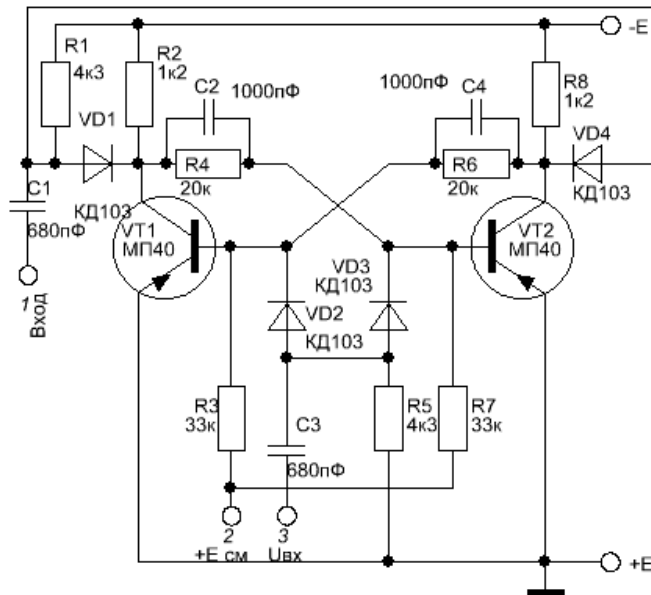 -E
R1
4к3
R2
1к2
C2
1000пФ
1000пФ
C4
R8
1к2
VD1
VD4
R4
20к
R6
20к
C1
680пФ
КД103
КД103
VT1
МП40
VT2
МП40
1
Вход
VD3
КД103
VD2
КД103
R3
33к
C3
680пФ
R5
4к3
R7
33к
2
+Е см
3
Uвх
+E